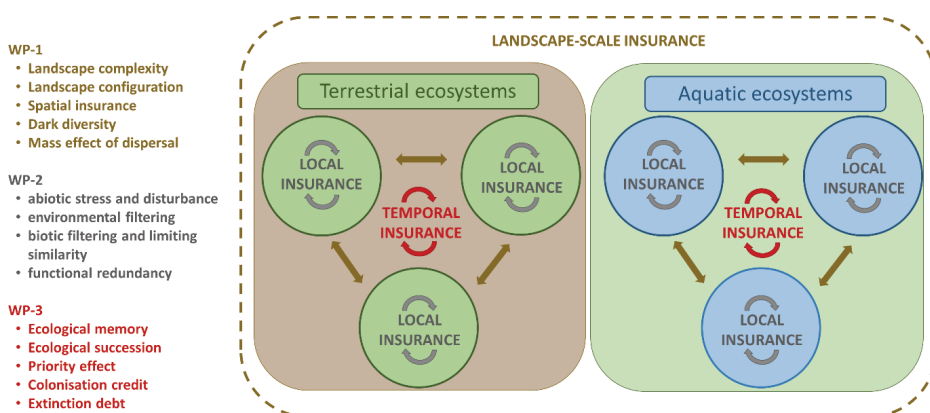 WP-1
• Landscape complexity
• Landscape configuration
• Spatial insurance
• Dark diversity
• Mass effect of dispersal
WP-2
• abiotic stress and disturbance
• environmental filtering
• biotic filtering and limiting
similarity
• functional redundancy
WP-3
• Ecological memory
• Ecological succession
• Priority effect
• Colonisation credit
• Extinction debt
LANDSCAPE-SCALE INSURANCE
Terrestrial ecosystems
LOCAL
INSURANCE
LOCAL
INSURANCE
TEMPORAL
INSURANCE
LOCAL
INSURANCE
Aquatic ecosystems
LOCAL
INSURANCE
LOCAL
INSURANCE
TEMPORAL
INSURANCE
LOCAL
INSURANCE